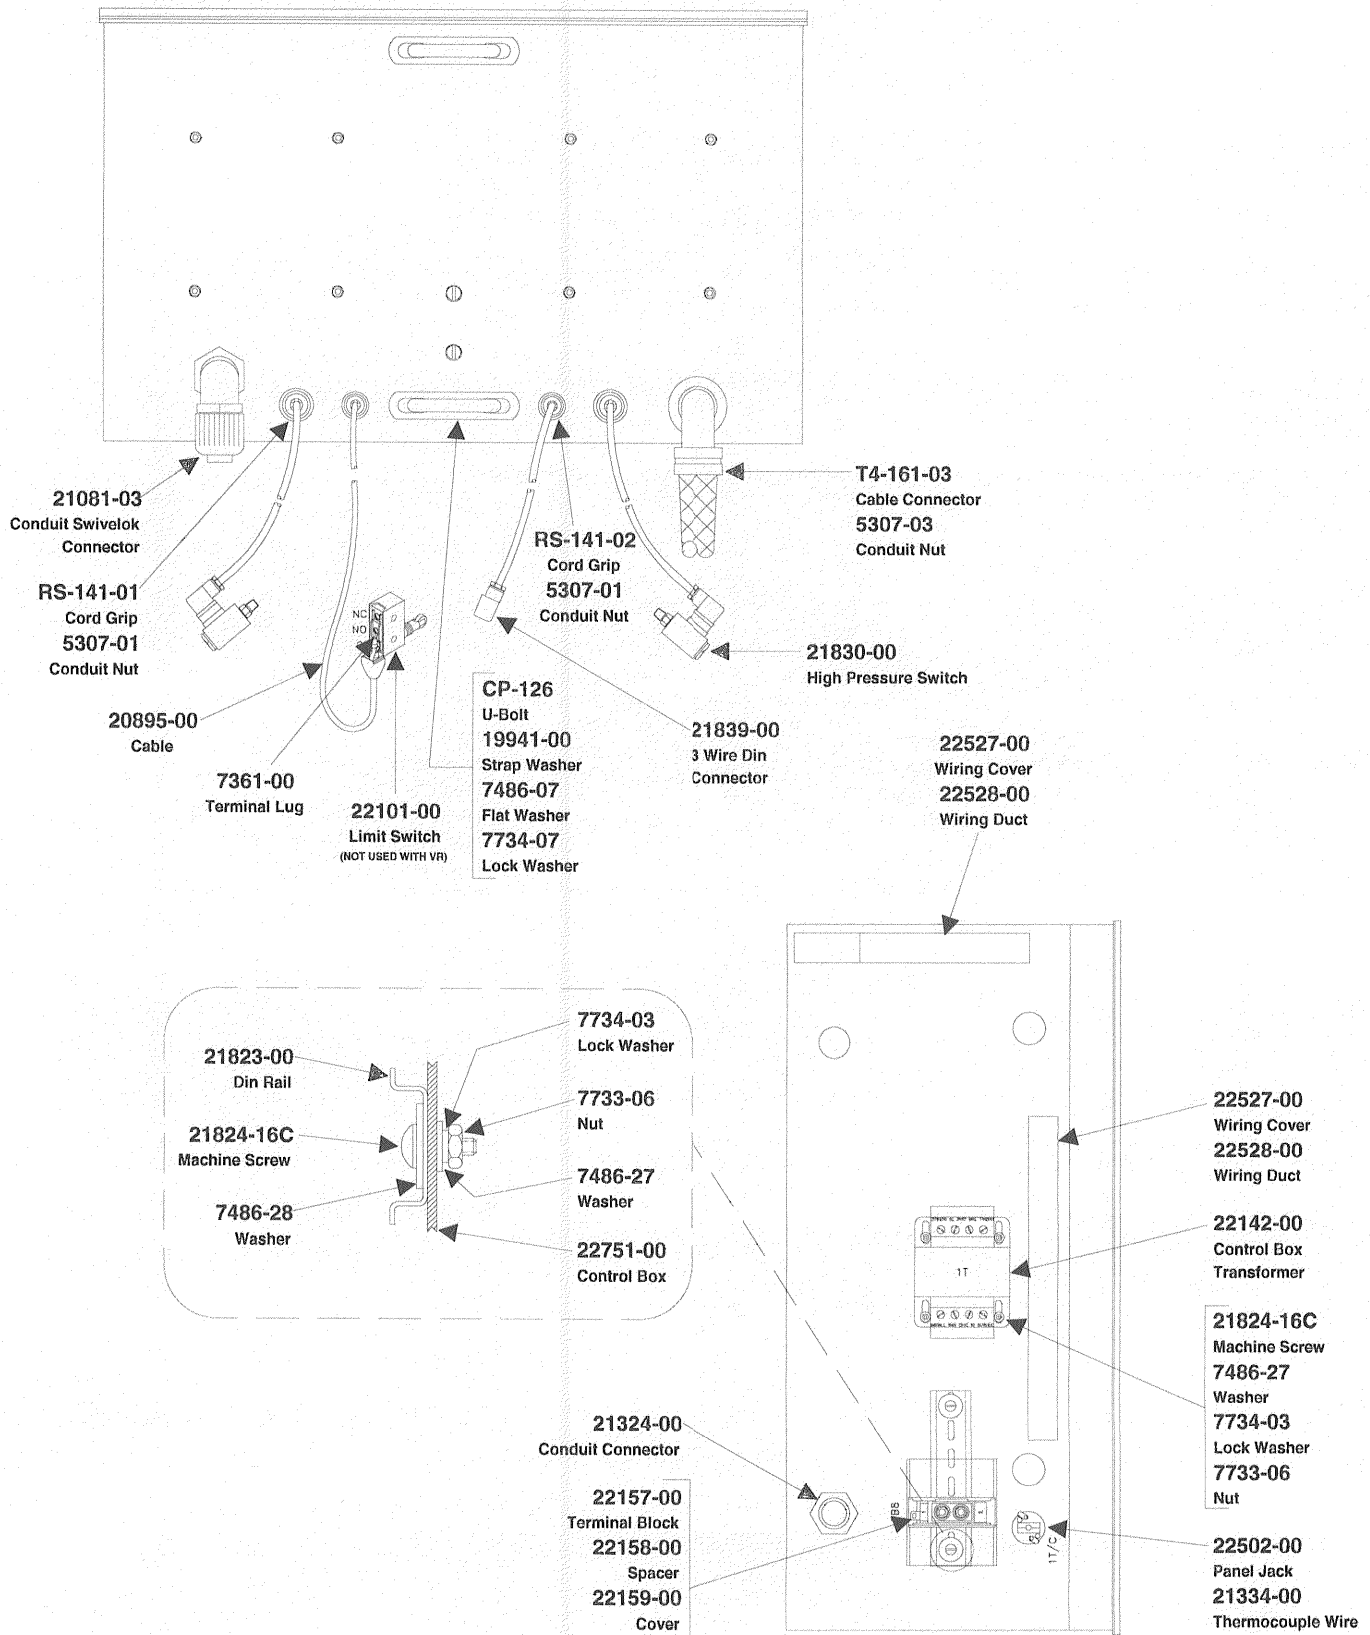 21081-03
Conduit Swivelok
Connector
RS-141-01
Cord Grip
5307-01
Conduit Nut
20895-00
Cable
7361-00
Terminal Lug
NC
NO
22101-00
Limit Switch
(NOT USED WITH VR)
CP-126
U-Bolt
19941-00
Strap Washer
7486-07
Flat Washer
7734-07
Lock Washer
RS-141-02
Cord Grip
5307-01
Conduit Nut
21839-00
3 Wire Din
Connector
T4-161-03
Cable Connector
5307-03
Conduit Nut
21830-00
High Pressure Switch
22527-00
Wiring Cover
22528-00
Wiring Duct
21823-00
Din Rail
21824-16C
Machine Screw
7486-28
Washer
7734-03
Lock Washer
7733-06
Nut
7486-27
Washer
22751-00
Control Box
22527-00
Wiring Cover
22528-00
Wiring Duct
1T
22142-00
Control Box
Transformer
21824-16C
Machine Screw
7486-27
Washer
7734-03
Lock Washer
7733-06
Nut
21324-00
Conduit Connector
22157-00
Terminal Block
22158-00
Spacer
22159-00
Cover
1T/C
22502-00
Panel Jack
21334-00
Thermocouple Wire